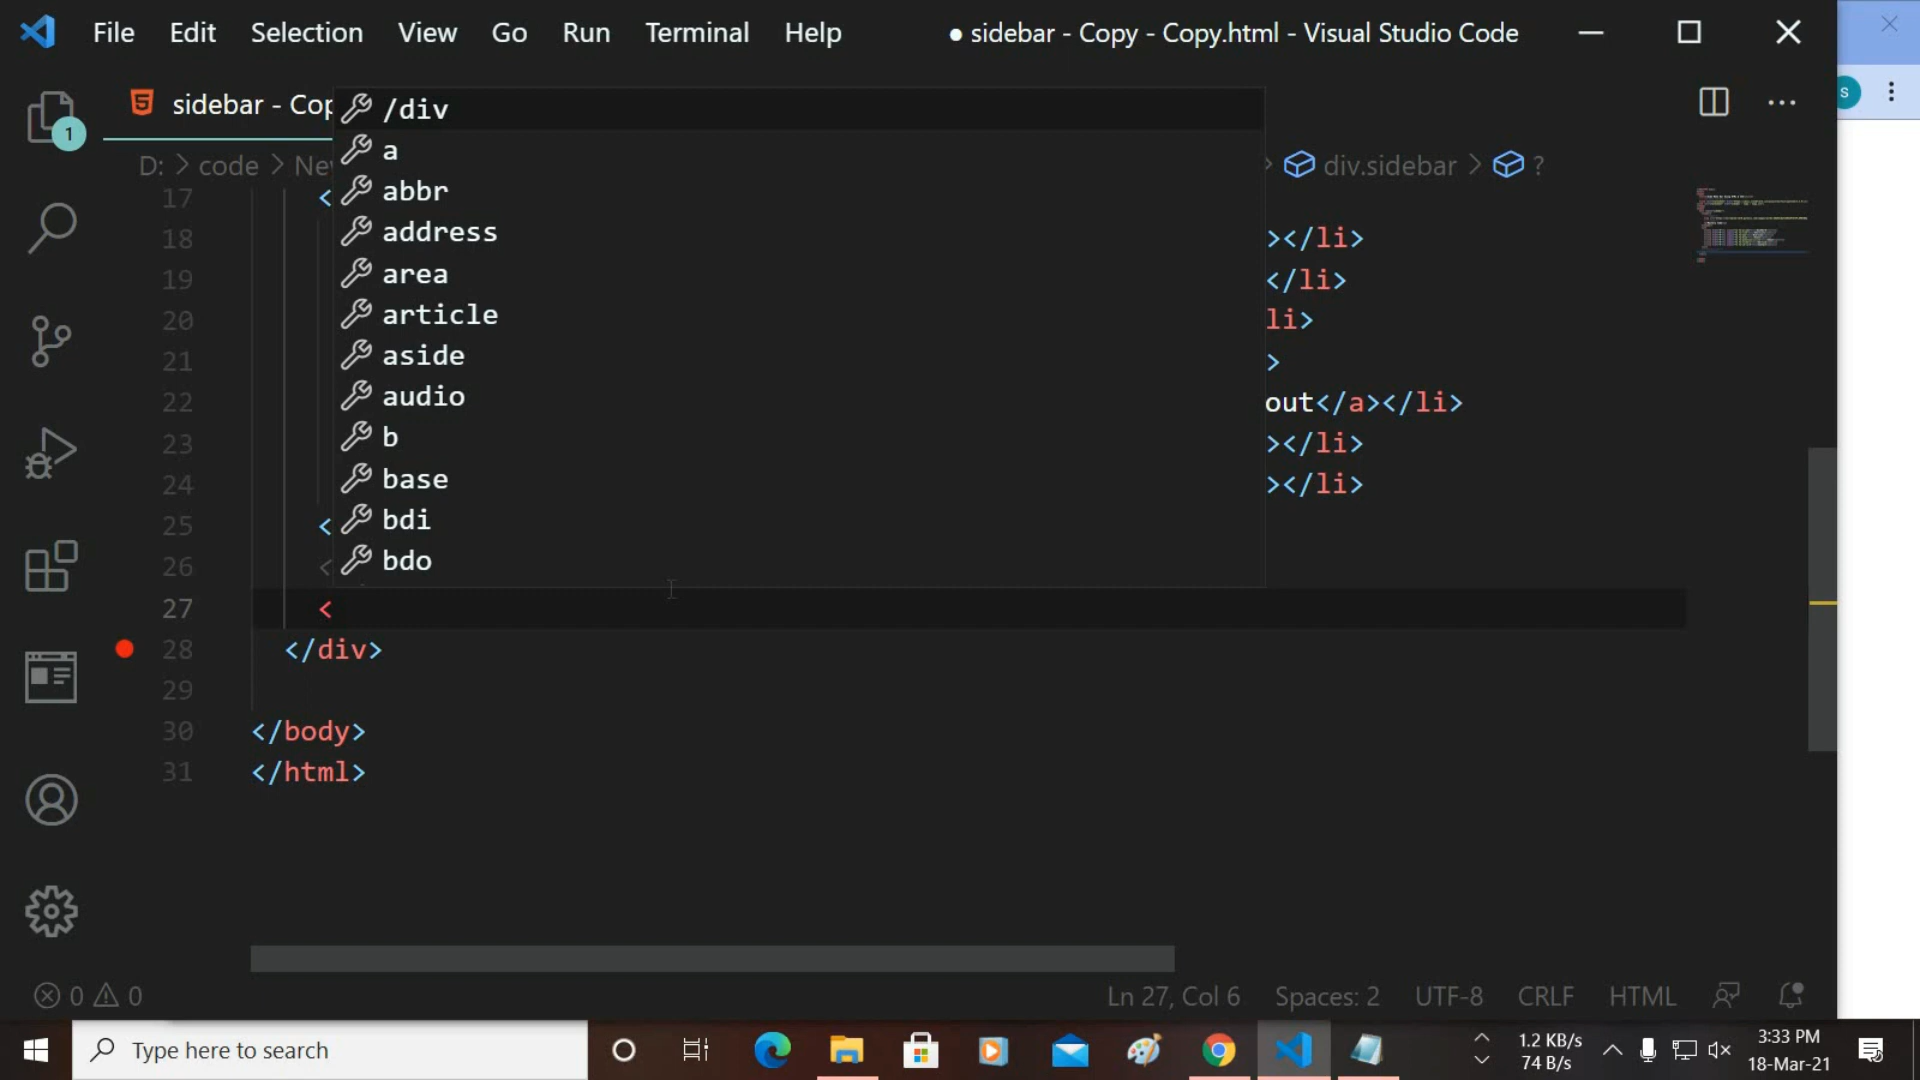 File Edit Selection View Go Run Terminal Help ● sidebar - Copy - Copy.html - Visual Studio Code
sidebar - Cop
D: > code > Ne > div.sidebar > ?
/div
a
abbr
address
area
article
aside
audio
b
base
bdi
bdo
17 <
18 ></li>
19 </li>
20 li>
21 >
22 out</a></li>
23 ></li>
24 ></li>
25 <
26 <
27 <
28 </div>
29
30 </body>
31 </html>
1
s
0 0 Ln 27, Col 6 Spaces: 2 UTF-8 CRLF HTML
Type here to search
1.2 KB/s
74 B/s
3:33 PM
18-Mar-21